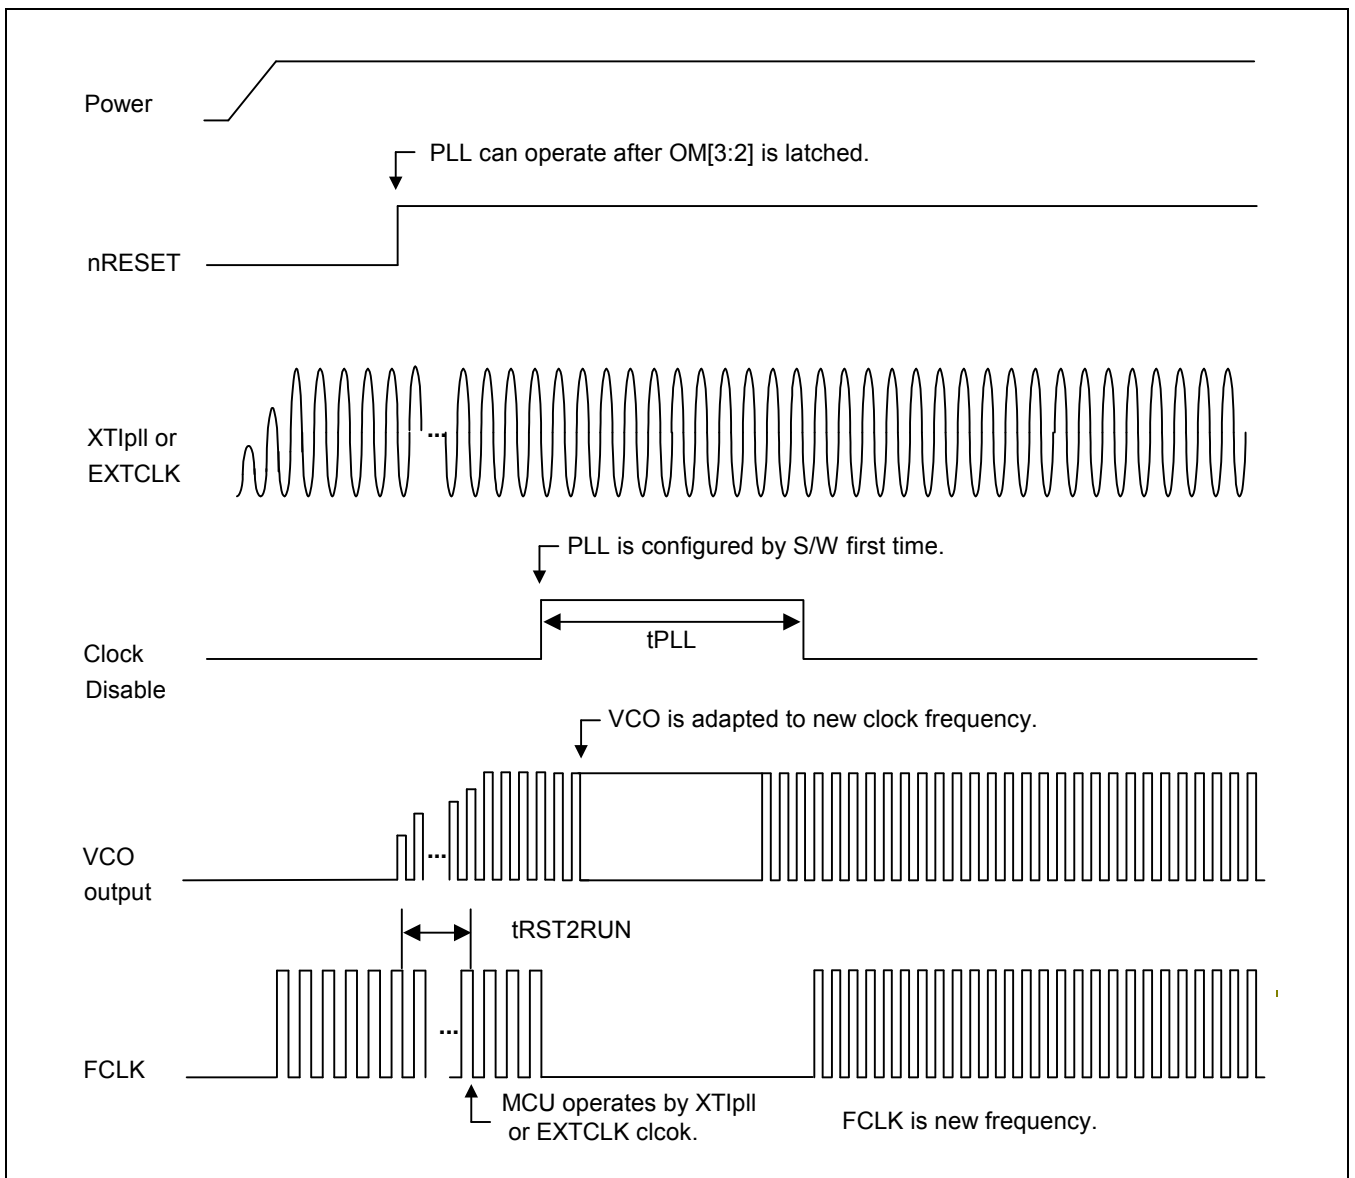 Power
PLL can operate after OM[3:2] is latched.
nRESET
XTIpll or
EXTCLK
...
PLL is configured by S/W first time.
tPLL
Clock
Disable
VCO is adapted to new clock frequency.
VCO
output
...
tRST2RUN
...
FCLK
MCU operates by XTIpll
or EXTCLK clcok.
FCLK is new frequency.